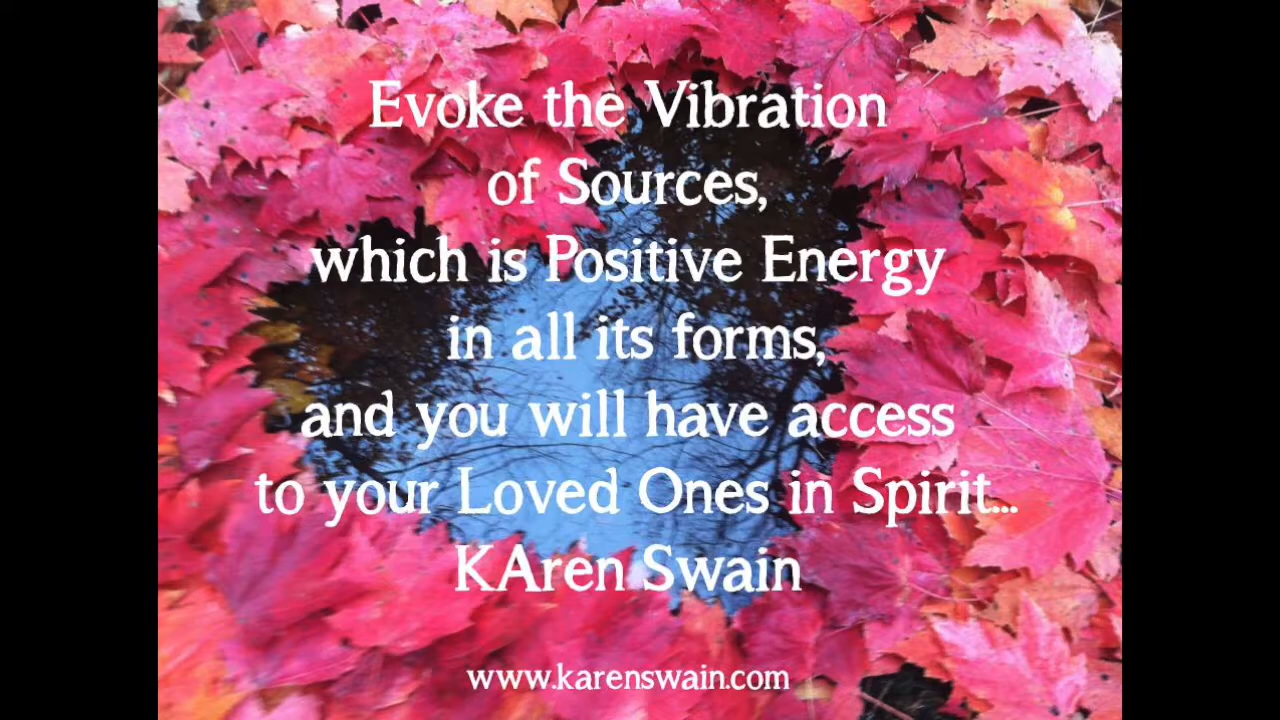 Evoke the Vibration
of Sources,
which is Positive Energy
in all its forms,
and you will have access
to your Loved Ones in Spirit...
KAren Swain
www.karenswain.com